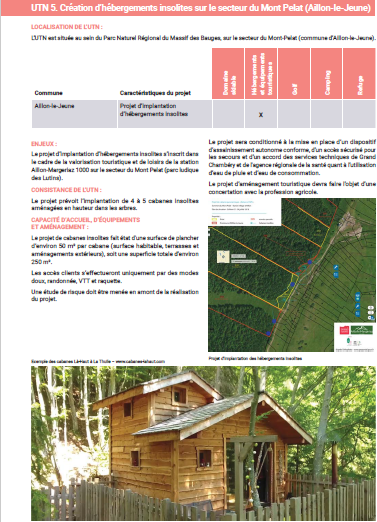 UTN 5. Création d'hébergements insolites sur le secteur du Mont Pelat (Aillon-le-Jeune)
LOCALISATION DE L'UTN :
L'UTN est située au sein du Parc Naturel Régional du Massif des Bauges, sur le secteur du Mont-Pelat (commune d'Aillon-le-Jeune).
Commune
Caractéristiques du projet
Domaine skiable
Hébergements et équipements touristiques
Golf
Camping
Refuge
Aillon-le-Jeune
Projet d'implantation
d'hébergements insolites
X
ENJEUX :
Le projet d'implantation d'hébergements insolites s'inscrit dans
le cadre de la valorisation touristique et de loisirs de la station
Aillon-Margeriaz 1000 sur le secteur du Mont Pelat (parc ludique
des Lutins).
CONSISTANCE DE L'UTN :
Le projet prévoit l'implantation de 4 à 5 cabanes insolites
aménagées en hauteur dans les arbres.
CAPACITÉ D'ACCUEIL, D'ÉQUIPEMENTS
ET AMÉNAGEMENT :
Le projet de cabanes insolites fait état d'une surface de plancher
d'environ 50 m² par cabane (surface habitable, terrasses et
aménagements extérieurs), soit une superficie totale d'environ
250 m².
Les accès clients s'effectueront uniquement par des modes
doux, randonnée, VTT et raquette.
Une étude de risque doit être menée en amont de la réalisation
du projet.
Le projet sera conditionné à la mise en place d'un dispositif
d'assainissement autonome conforme, d'un accès sécurisé pour
les secours et d'un accord des services techniques de Grand
Chambéry et de l'agence régionale de la santé quant à l'utilisation
d'eau de pluie et d'eau de consommation.
Le projet d'aménagement touristique devra faire l'objet d'une
concertation avec la profession agricole.
Exemple des cabanes Là-Haut à La Thuile – www.cabaneslahaut.com
Projet d'implantation des hébergements insolites